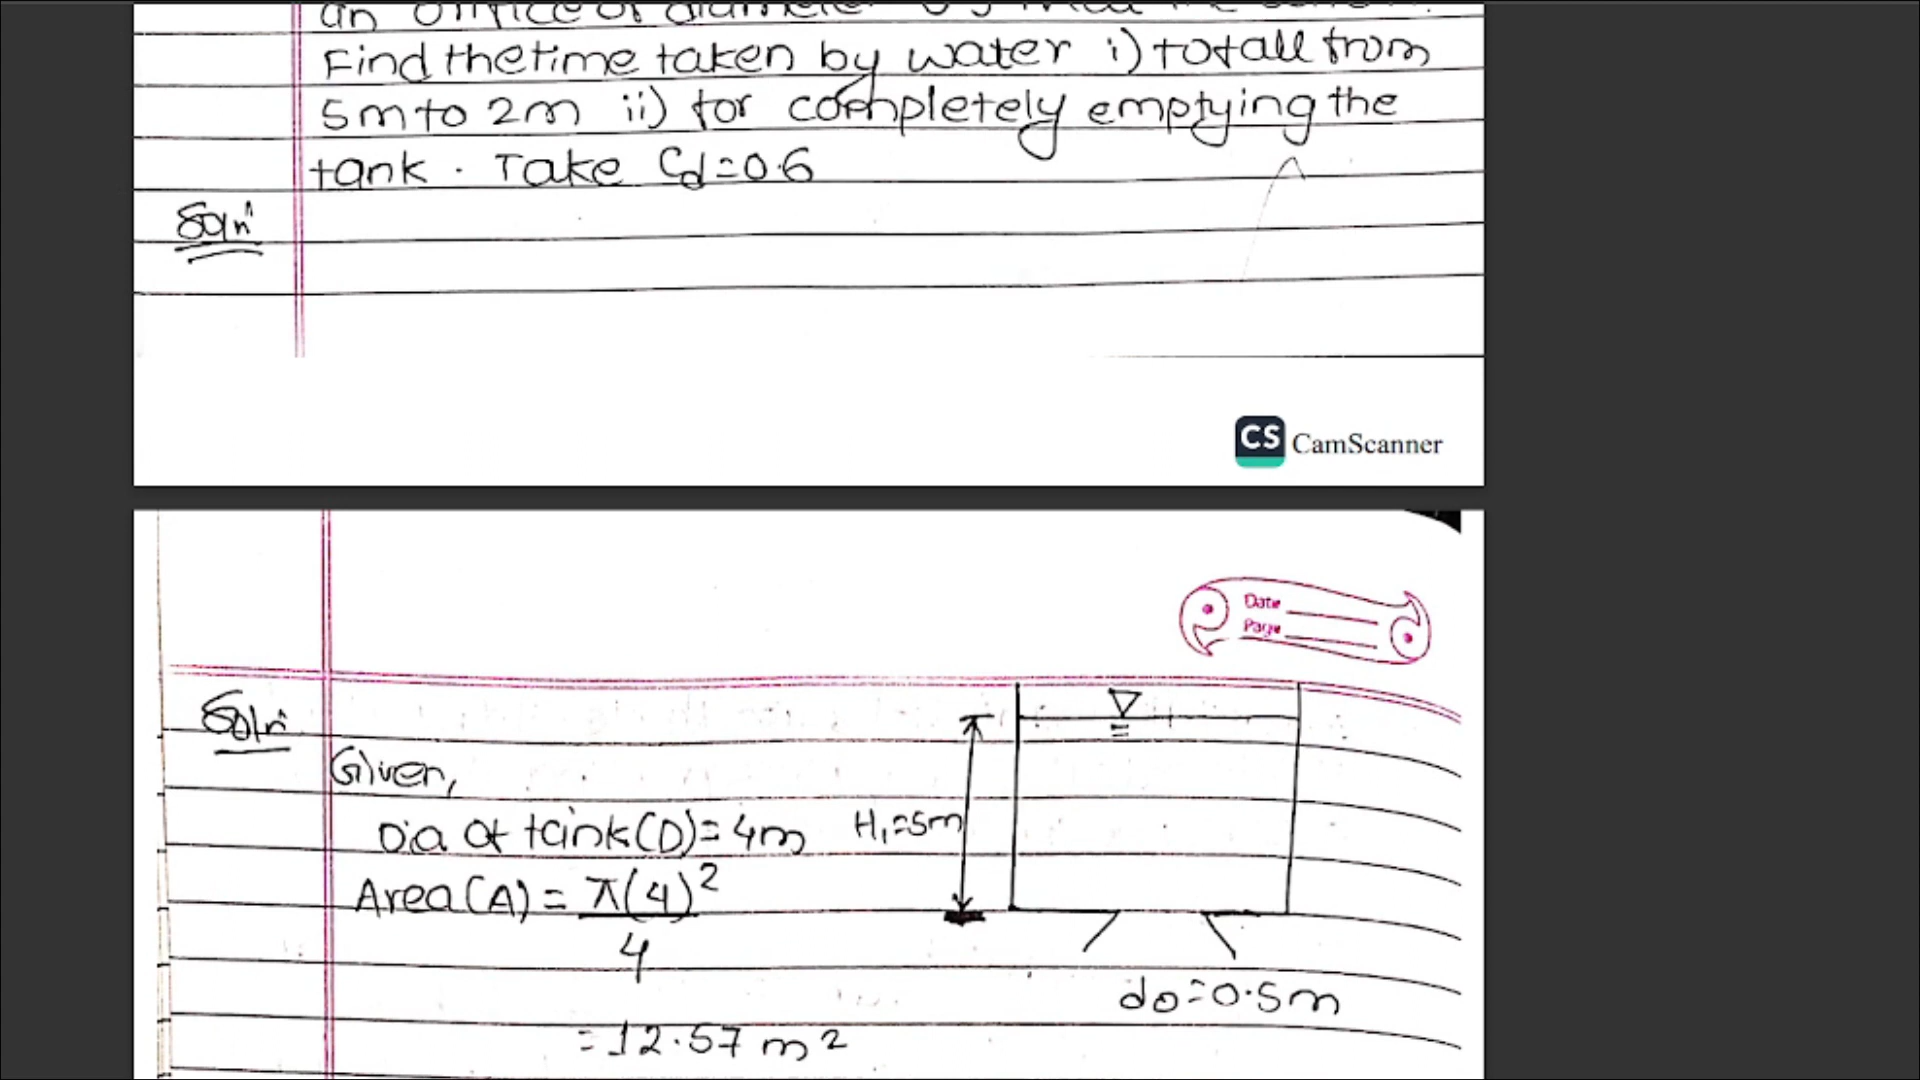 Find the time taken by water i) to fall from
5m to 2m ii) for completely emptying the
tank. Take Cd=0.6
Soln
CS CamScanner
Date
Page
Soln
Given,
Dia of tank(D)=4m
H1=5m
Area(A) = π(4)²
4
do=0.5m
=12.57 m²